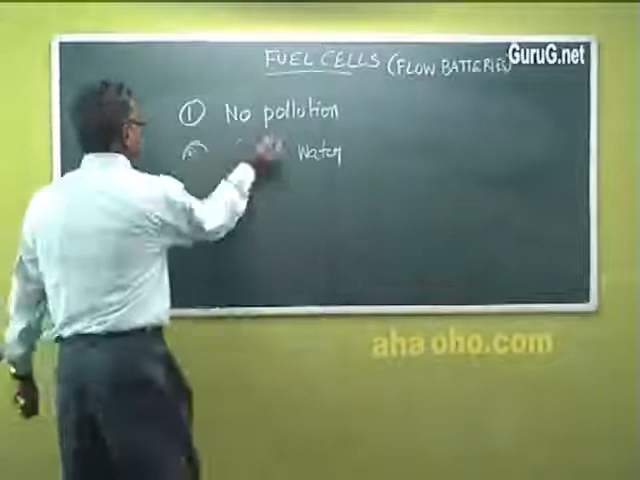 FUEL CELLS (FLOW BATTERIES)
GuruG.net
① No pollution
water
aha oho.com